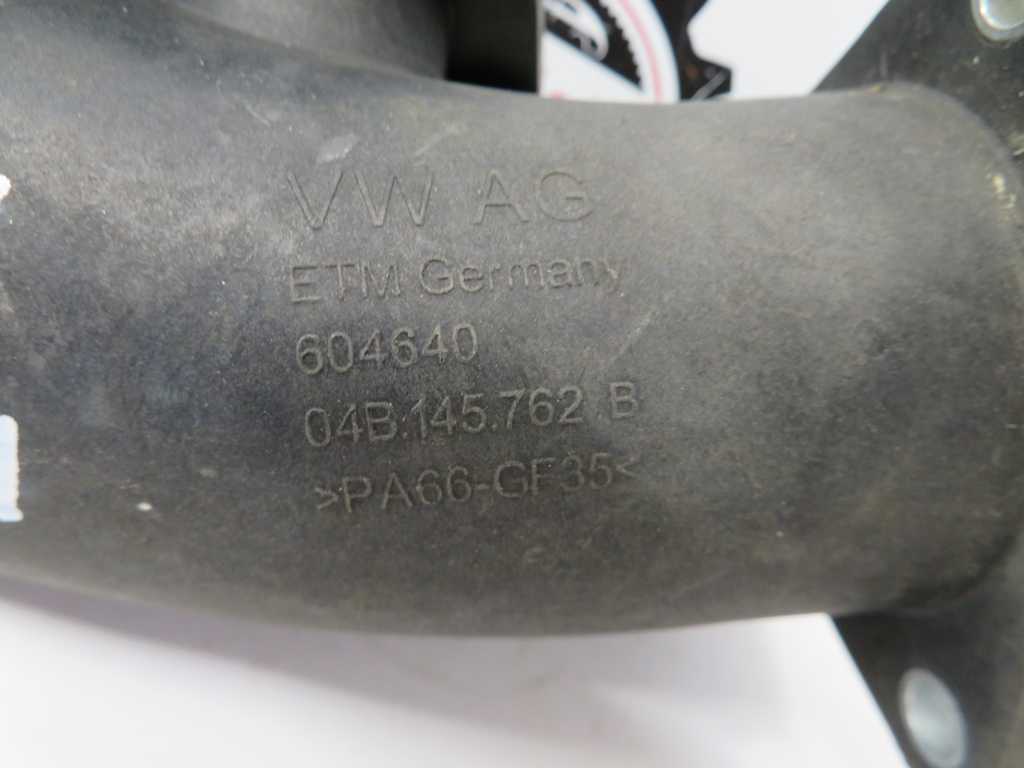 VW AG
ETM Germany
604640
04B.145.762 B
>PA66-GF35<